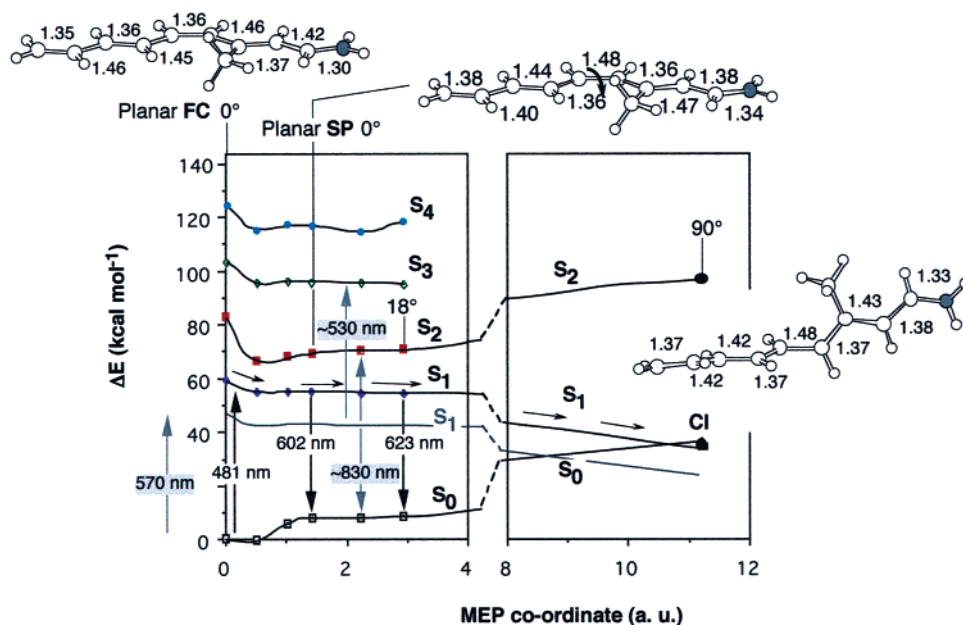 1.35
1.36
1.36
1.46
1.42
1.46
1.45
1.37
1.30
1.38
1.44
1.48
1.36
1.38
1.40
1.36
1.47
1.34
Planar FC 0°
Planar SP 0°
140
120
100
80
60
40
20
0
ΔE (kcal mol-1)
S4
S3
~530 nm
18°
S2
S1
S1
602 nm
623 nm
~830 nm
570 nm
481 nm
S0
S2
90°
S1
CI
S0
1.33
1.43
1.38
1.48
1.37
1.42
1.37
1.42
1.37
0
2
4
8
10
12
MEP co-ordinate (a. u.)